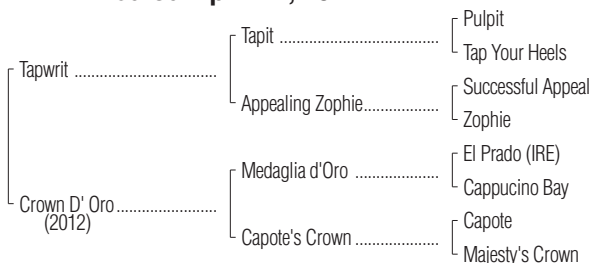 Pulpit
Tapit
Tap Your Heels
Tapwrit
Successful Appeal
Appealing Zophie
Zophie
El Prado (IRE)
Medaglia d'Oro
Cappucino Bay
Crown D' Oro
(2012)
Capote
Capote's Crown
Majesty's Crown